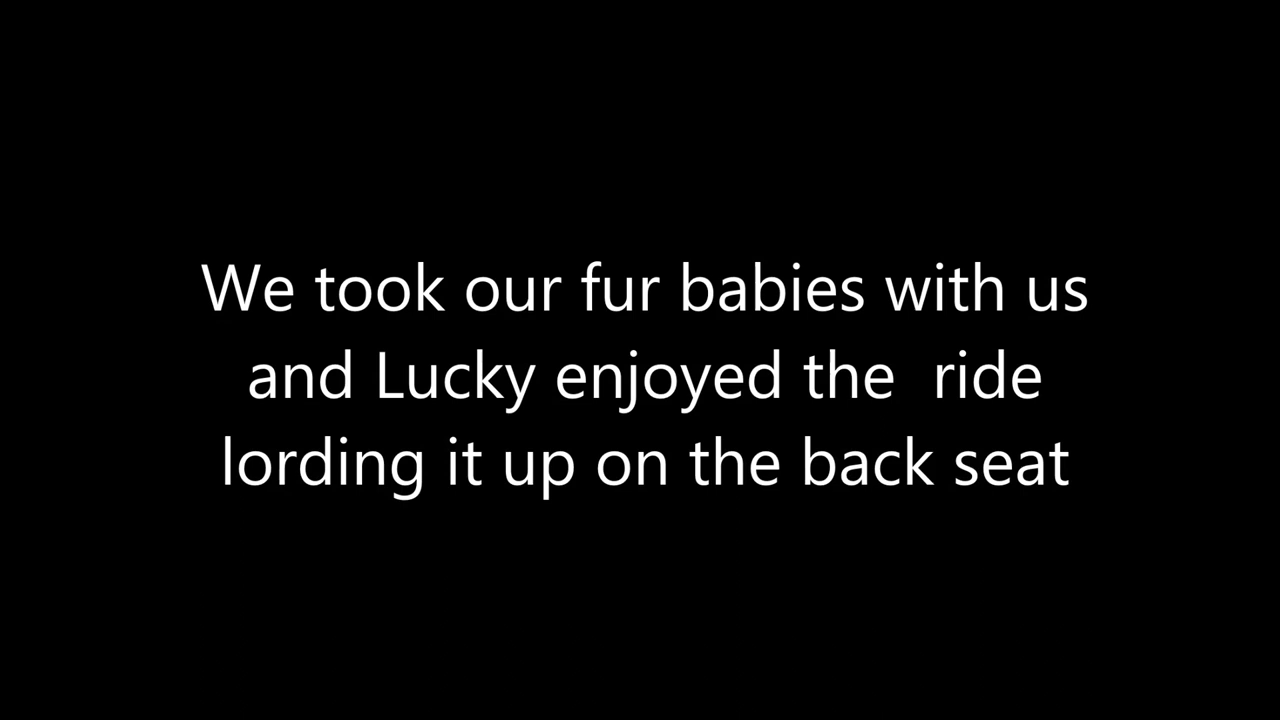 We took our fur babies with us
and Lucky enjoyed the  ride
lording it up on the back seat